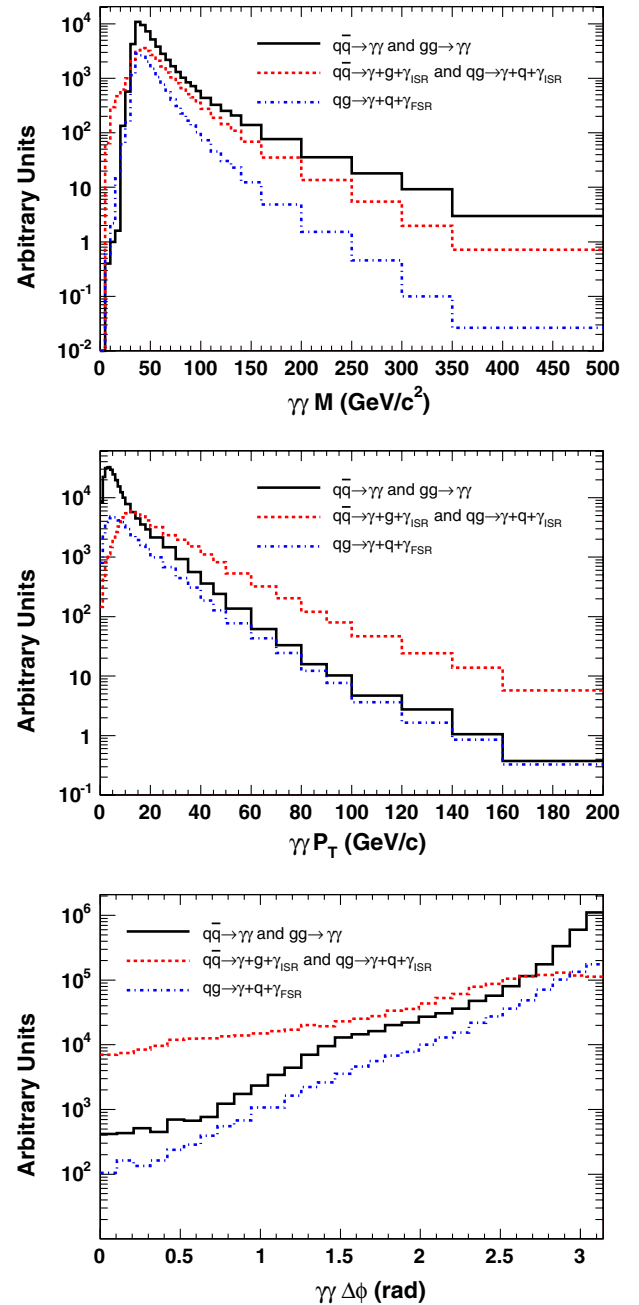 10⁴
10³
10²
10
1
10⁻¹
10⁻²
Arbitrary Units
qq̅→γγ and gg→γγ
qq̅→γ+g+γ_ISR and qg→γ+q+γ_ISR
qg→γ+q+γ_FSR
0 50 100 150 200 250 300 350 400 450 500
γγ M (GeV/c²)
10⁴
10³
10²
10
1
10⁻¹
Arbitrary Units
qq̅→γγ and gg→γγ
qq̅→γ+g+γ_ISR and qg→γ+q+γ_ISR
qg→γ+q+γ_FSR
0 20 40 60 80 100 120 140 160 180 200
γγ P_T (GeV/c)
10⁶
10⁵
10⁴
10³
10²
Arbitrary Units
qq̅→γγ and gg→γγ
qq̅→γ+g+γ_ISR and qg→γ+q+γ_ISR
qg→γ+q+γ_FSR
0 0.5 1 1.5 2 2.5 3
γγ Δϕ (rad)